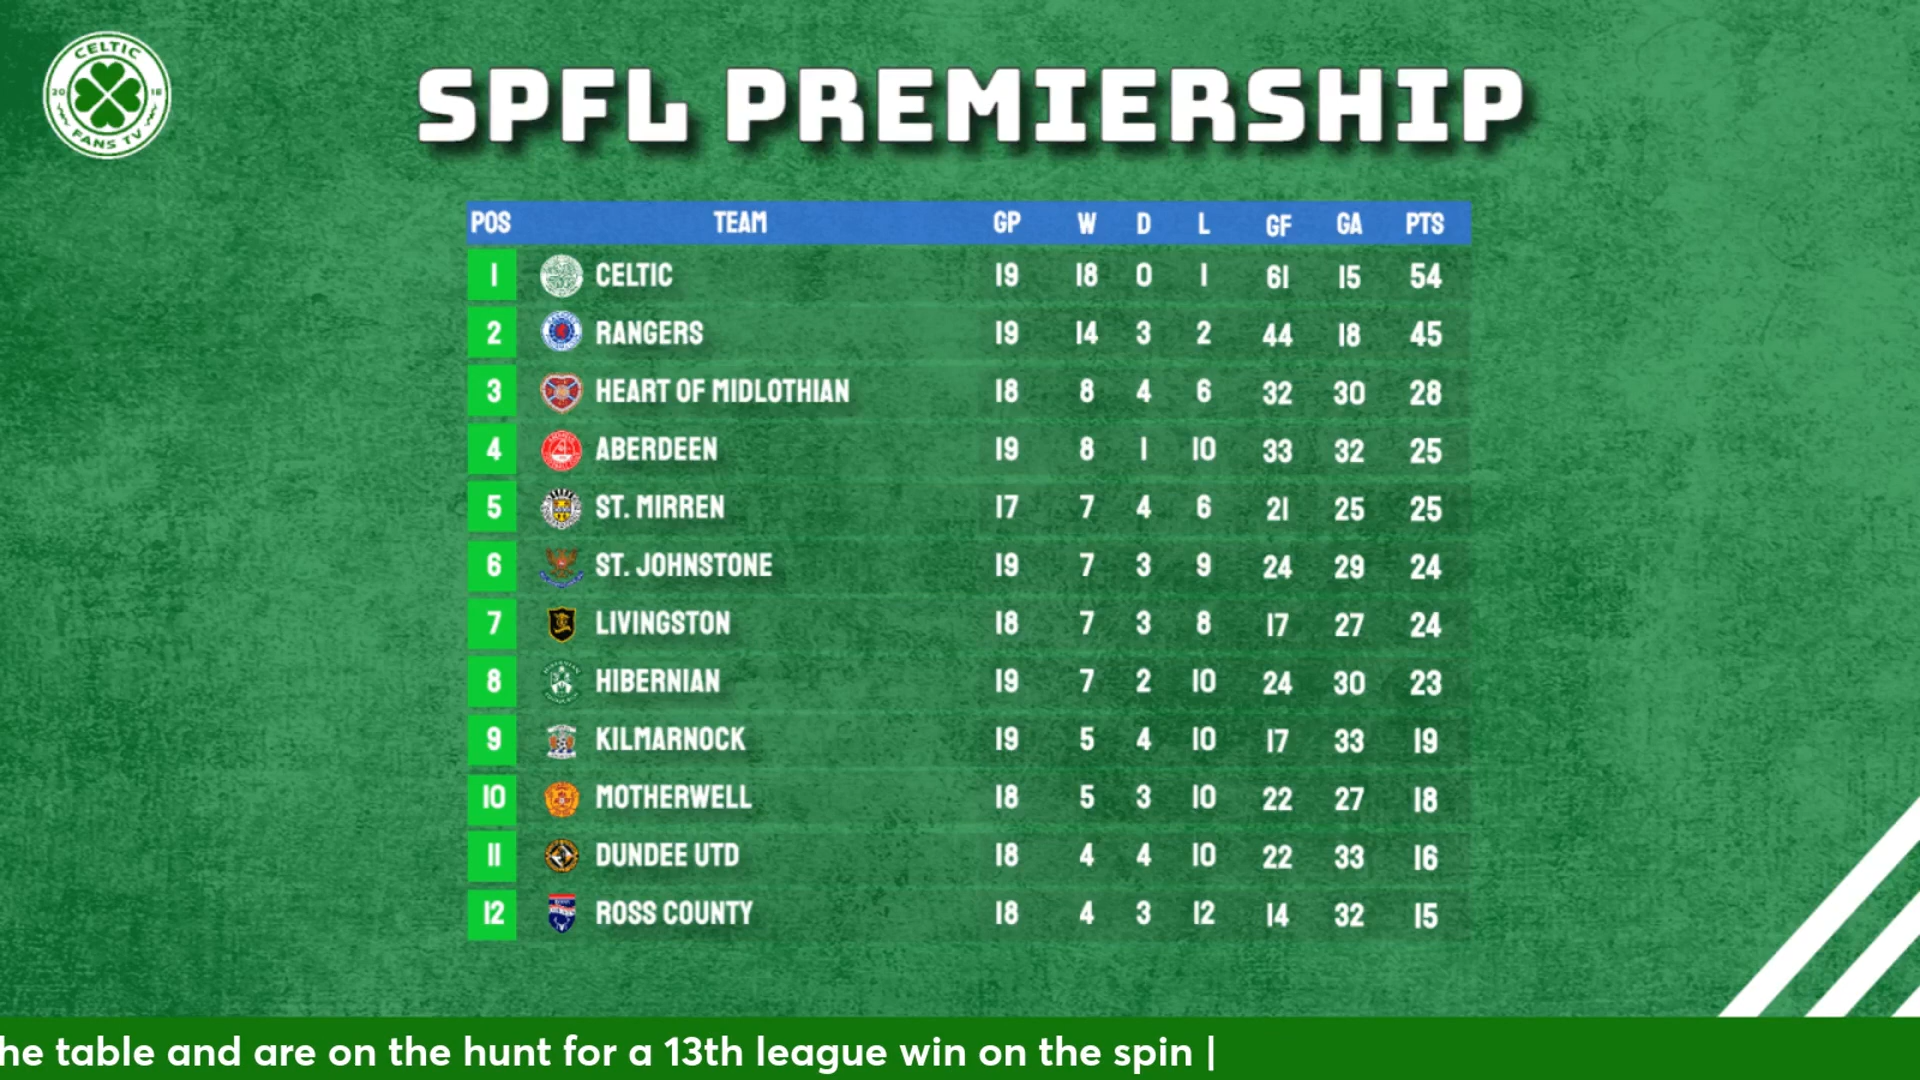 CELTIC
20 18
FANS TV
SPFL PREMIERSHIP
POS TEAM GP W D L GF GA PTS
1 CELTIC 19 18 0 1 61 15 54
2 RANGERS 19 14 3 2 44 18 45
3 HEART OF MIDLOTHIAN 18 8 4 6 32 30 28
4 ABERDEEN 19 8 1 10 33 32 25
5 ST. MIRREN 17 7 4 6 21 25 25
6 ST. JOHNSTONE 19 7 3 9 24 29 24
7 LIVINGSTON 18 7 3 8 17 27 24
8 HIBERNIAN 19 7 2 10 24 30 23
9 KILMARNOCK 19 5 4 10 17 33 19
10 MOTHERWELL 18 5 3 10 22 27 18
11 DUNDEE UTD 18 4 4 10 22 33 16
12 ROSS COUNTY 18 4 3 12 14 32 15
he table and are on the hunt for a 13th league win on the spin |